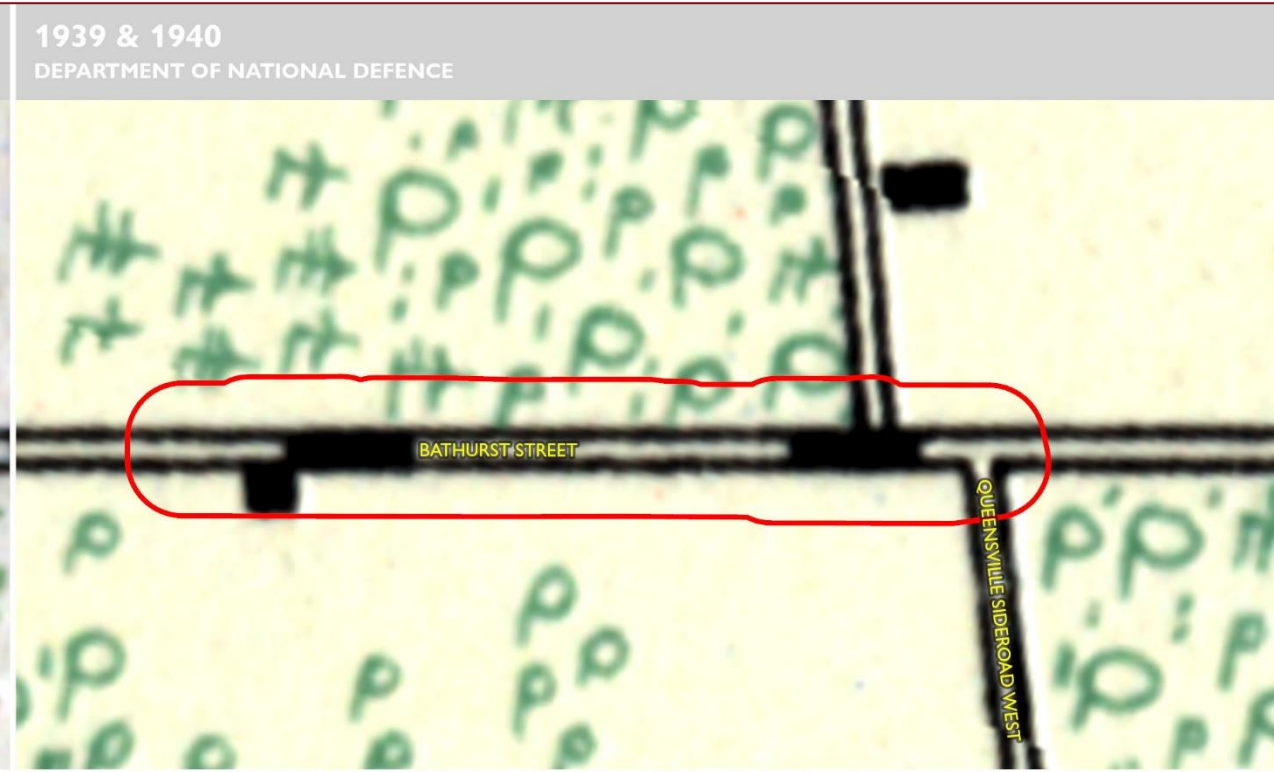 1939 & 1940
DEPARTMENT OF NATIONAL DEFENCE
BATHURST STREET
QUEENSVILLE SIDEROAD WEST